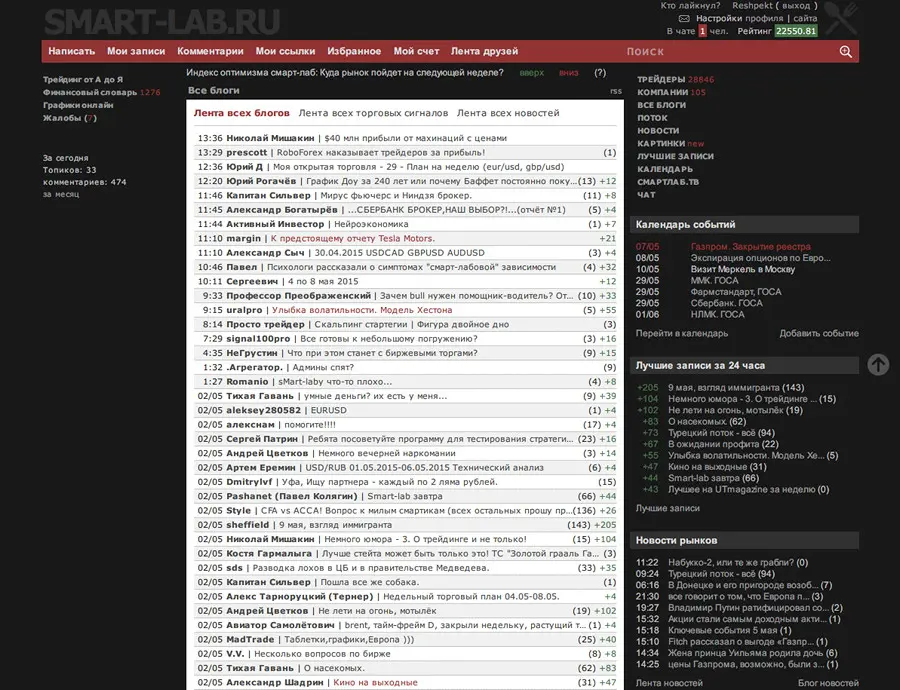 SMART-LAB.RU
Кто лайкнул? Reshpekt ( выход )
Настройки профиля | сайта
В чате 1 чел. Рейтинг 22550.81
Написать Мои записи Комментарии Мои ссылки Избранное Мой счет Лента друзей ПОИСК
Трейдинг от А до Я
Финансовый словарь 1276
Графики онлайн
Жалобы (7)
За сегодня
Топиков: 33
комментариев: 474
за месяц
Индекс оптимизма смарт-лаб: Куда рынок пойдет на следующей неделе? вверх вниз (?)
Все блоги rss
Лента всех блогов Лента всех торговых сигналов Лента всех новостей
13:36 Николай Мишакин | $40 млн прибыли от махинаций с ценами
13:29 prescott | RoboForex наказывает трейдеров за прибыль! (1)
12:36 Юрий Д | Моя открытая торговля - 29 - План на неделю (eur/usd, gbp/usd)
12:20 Юрий Рогачёв | График Доу за 240 лет или почему Баффет постоянно поку... (13) +12
11:46 Капитан Сильвер | Мирус фьючерс и Ниндзя брокер. (11) +8
11:45 Александр Богатырёв | ...СБЕРБАНК БРОКЕР,НАШ ВЫБОР?!...(отчёт №1) (5) +4
11:44 Активный Инвестор | Нейроэкономика (1) +7
11:10 margin | К предстоящему отчету Tesla Motors. +21
11:10 Александр Сыч | 30.04.2015 USDCAD GBPUSD AUDUSD (3) +4
10:46 Павел | Психологи рассказали о симптомах "смарт-лабовой" зависимости (4) +32
10:11 Сергеевич | 4 по 8 мая 2015 +12
9:33 Профессор Преображенский | Зачем bull нужен помощник-водитель? От... (10) +33
9:15 uralpro | Улыбка волатильности. Модель Хестона (5) +55
8:14 Просто трейдер | Скальпинг стартегии | Фигура двойное дно (3)
7:29 signal100pro | Все готовы к небольшому погружению? (3) +16
4:35 НеГрустин | Что при этом станет с биржевыми торгами? (9) +15
1:32 .Агрегатор. | Админы спят? (9)
1:27 Romanio | sMart-laby что-то плохо... (4) +8
02/05 Тихая Гавань | умные деньги? их есть у меня... (9) +39
02/05 aleksey280582 | EURUSD (1) +4
02/05 алекснам | помогите!!!! (17) +4
02/05 Сергей Патрин | Ребята посоветуйте программу для тестирования стратеги... (23) +16
02/05 Андрей Цветков | Немного вечерней наркомании (3) +14
02/05 Артем Еремин | USD/RUB 01.05.2015-06.05.2015 Технический анализ (6) +4
02/05 Dmitrylvf | Уфа, Ищу партнера - каждый по 2 ляма рублей. (15)
02/05 Pashanet (Павел Колягин) | Smart-lab завтра (66) +44
02/05 Style | CFA vs ACCA! Вопрос к милым смартикам (всех остальных прошу пр... (136) +26
02/05 sheffield | 9 мая, взгляд иммигранта (143) +205
02/05 Николай Мишакин | Немного юмора - 3. О трейдинге и не только! (15) +104
02/05 Костя Гармалыга | Лучше стейта может быть только это! ТС "Золотой грааль Га... (3)
02/05 sds | Разводка лохов в ЦБ и в правительстве Медведева. (33) +35
02/05 Капитан Сильвер | Пошла все же собака. (1)
02/05 Алекс Тарноруцкий (Тернер) | Недельный торговый план 04.05-08.05. +4
02/05 Андрей Цветков | Не лети на огонь, мотылёк (19) +102
02/05 Авиатор Самолётович | brent, тайм-фрейм D, закрыли недельку, растущий т... (1) +4
02/05 MadTrade | Таблетки,графики,Европа ))) (25) +40
02/05 V.V. | Несколько вопросов по бирже (8) +8
02/05 Тихая Гавань | О насекомых. (62) +83
02/05 Александр Шадрин | Кино на выходные (31) +47
ТРЕЙДЕРЫ 28846
КОМПАНИИ 105
ВСЕ БЛОГИ
ПОТОК
НОВОСТИ
КАРТИНКИ new
ЛУЧШИЕ ЗАПИСИ
КАЛЕНДАРЬ
СМАРТЛАБ.ТВ
ЧАТ
Календарь событий
07/05 Газпром. Закрытие реестра
08/05 Экспирация опционов по Евро...
10/05 Визит Меркель в Москву
29/05 ММК. ГОСА
29/05 Фармстандарт, ГОСА
29/05 Сбербанк. ГОСА
01/06 НЛМК. ГОСА
Перейти в календарь Добавить событие
Лучшие записи за 24 часа
+205 9 мая, взгляд иммигранта (143)
+104 Немного юмора - 3. О трейдинге ... (15)
+102 Не лети на огонь, мотылёк (19)
+83 О насекомых. (62)
+73 Турецкий поток - всё (94)
+67 В ожидании профита (22)
+55 Улыбка волатильности. Модель Хе... (5)
+47 Кино на выходные (31)
+44 Smart-lab завтра (66)
+43 Лучшее на UTmagazine за неделю (0)
Лучшие записи
Новости рынков
11:22 Набукко-2, или те же грабли? (0)
09:24 Турецкий поток - всё (94)
06:16 В Донецке и его пригороде возоб... (7)
21:30 все говорит о том, что Европа п... (3)
19:27 Владимир Путин ратифицировал со... (2)
15:32 Акции стали самым доходным акти... (1)
15:18 Ключевые события 5 мая (1)
15:10 Fitch рассказал о выгоде «Газпр... (1)
14:34 Жена принца Уильяма родила дочь (6)
14:25 цены Газпрома, возможно, были з... (1)
Лента новостей Блог новостей